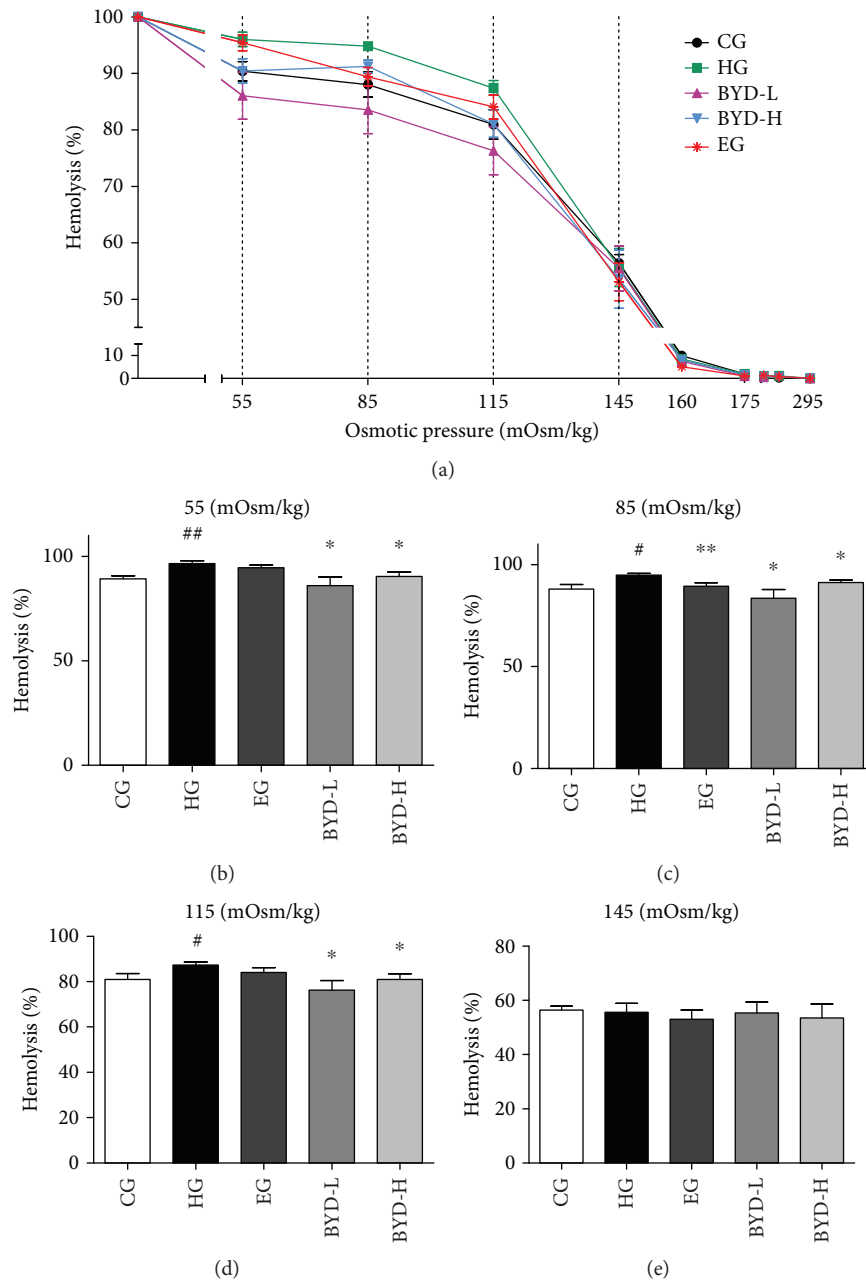 100
90
80
70
60
50
10
0
Hemolysis (%)
CG
HG
BYD-L
BYD-H
EG
55
85
115
145
160
175
295
Osmotic pressure (mOsm/kg)
(a)
55 (mOsm/kg)
##
*
*
100
50
0
Hemolysis (%)
CG
HG
EG
BYD-L
BYD-H
(b)
85 (mOsm/kg)
#
**
*
*
100
50
0
Hemolysis (%)
CG
HG
EG
BYD-L
BYD-H
(c)
115 (mOsm/kg)
#
*
*
100
80
60
40
20
0
Hemolysis (%)
CG
HG
EG
BYD-L
BYD-H
(d)
145 (mOsm/kg)
80
60
40
20
0
Hemolysis (%)
CG
HG
EG
BYD-L
BYD-H
(e)